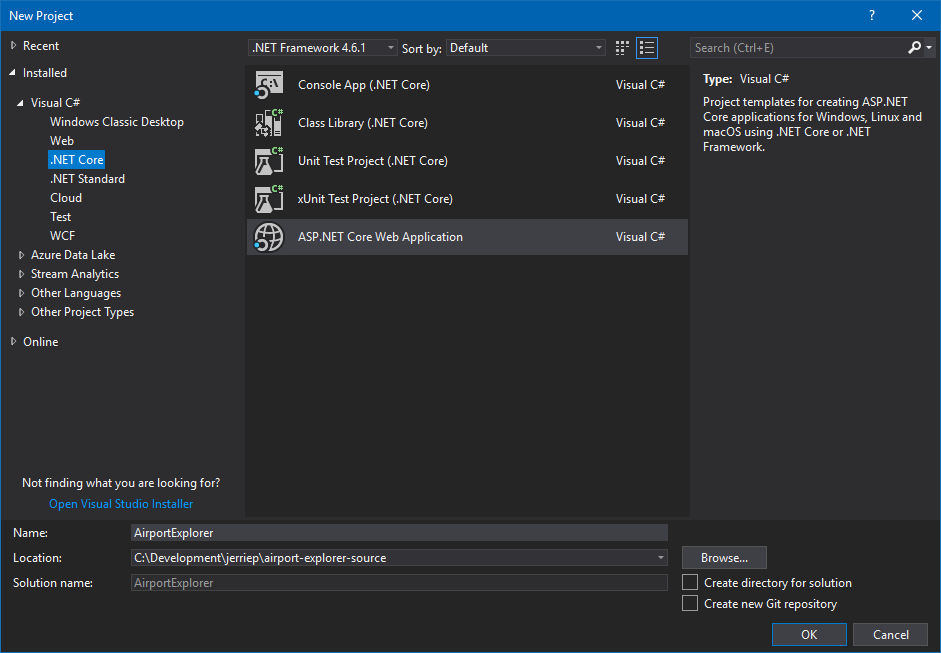 New Project
?
Recent
Installed
Visual C#
Windows Classic Desktop
Web
.NET Core
.NET Standard
Cloud
Test
WCF
Azure Data Lake
Stream Analytics
Other Languages
Other Project Types
Online
Not finding what you are looking for?
Open Visual Studio Installer
.NET Framework 4.6.1 Sort by: Default
Console App (.NET Core) Visual C#
C# Class Library (.NET Core) Visual C#
C# Unit Test Project (.NET Core) Visual C#
C# xUnit Test Project (.NET Core) Visual C#
ASP.NET Core Web Application Visual C#
Search (Ctrl+E)
Type: Visual C#
Project templates for creating ASP.NET
Core applications for Windows, Linux and
macOS using .NET Core or .NET
Framework.
Name: AirportExplorer
Location: C:\Development\jerriep\airport-explorer-source
Browse...
Solution name: AirportExplorer
Create directory for solution
Create new Git repository
OK Cancel